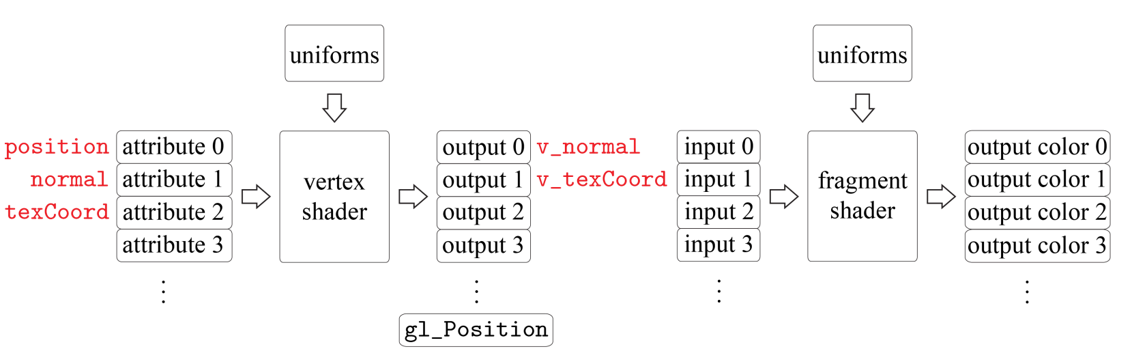 uniforms
uniforms
position attribute 0
normal attribute 1
texCoord attribute 2
attribute 3
vertex
shader
output 0 v_normal
output 1 v_texCoord
output 2
output 3
gl_Position
input 0
input 1
input 2
input 3
fragment
shader
output color 0
output color 1
output color 2
output color 3